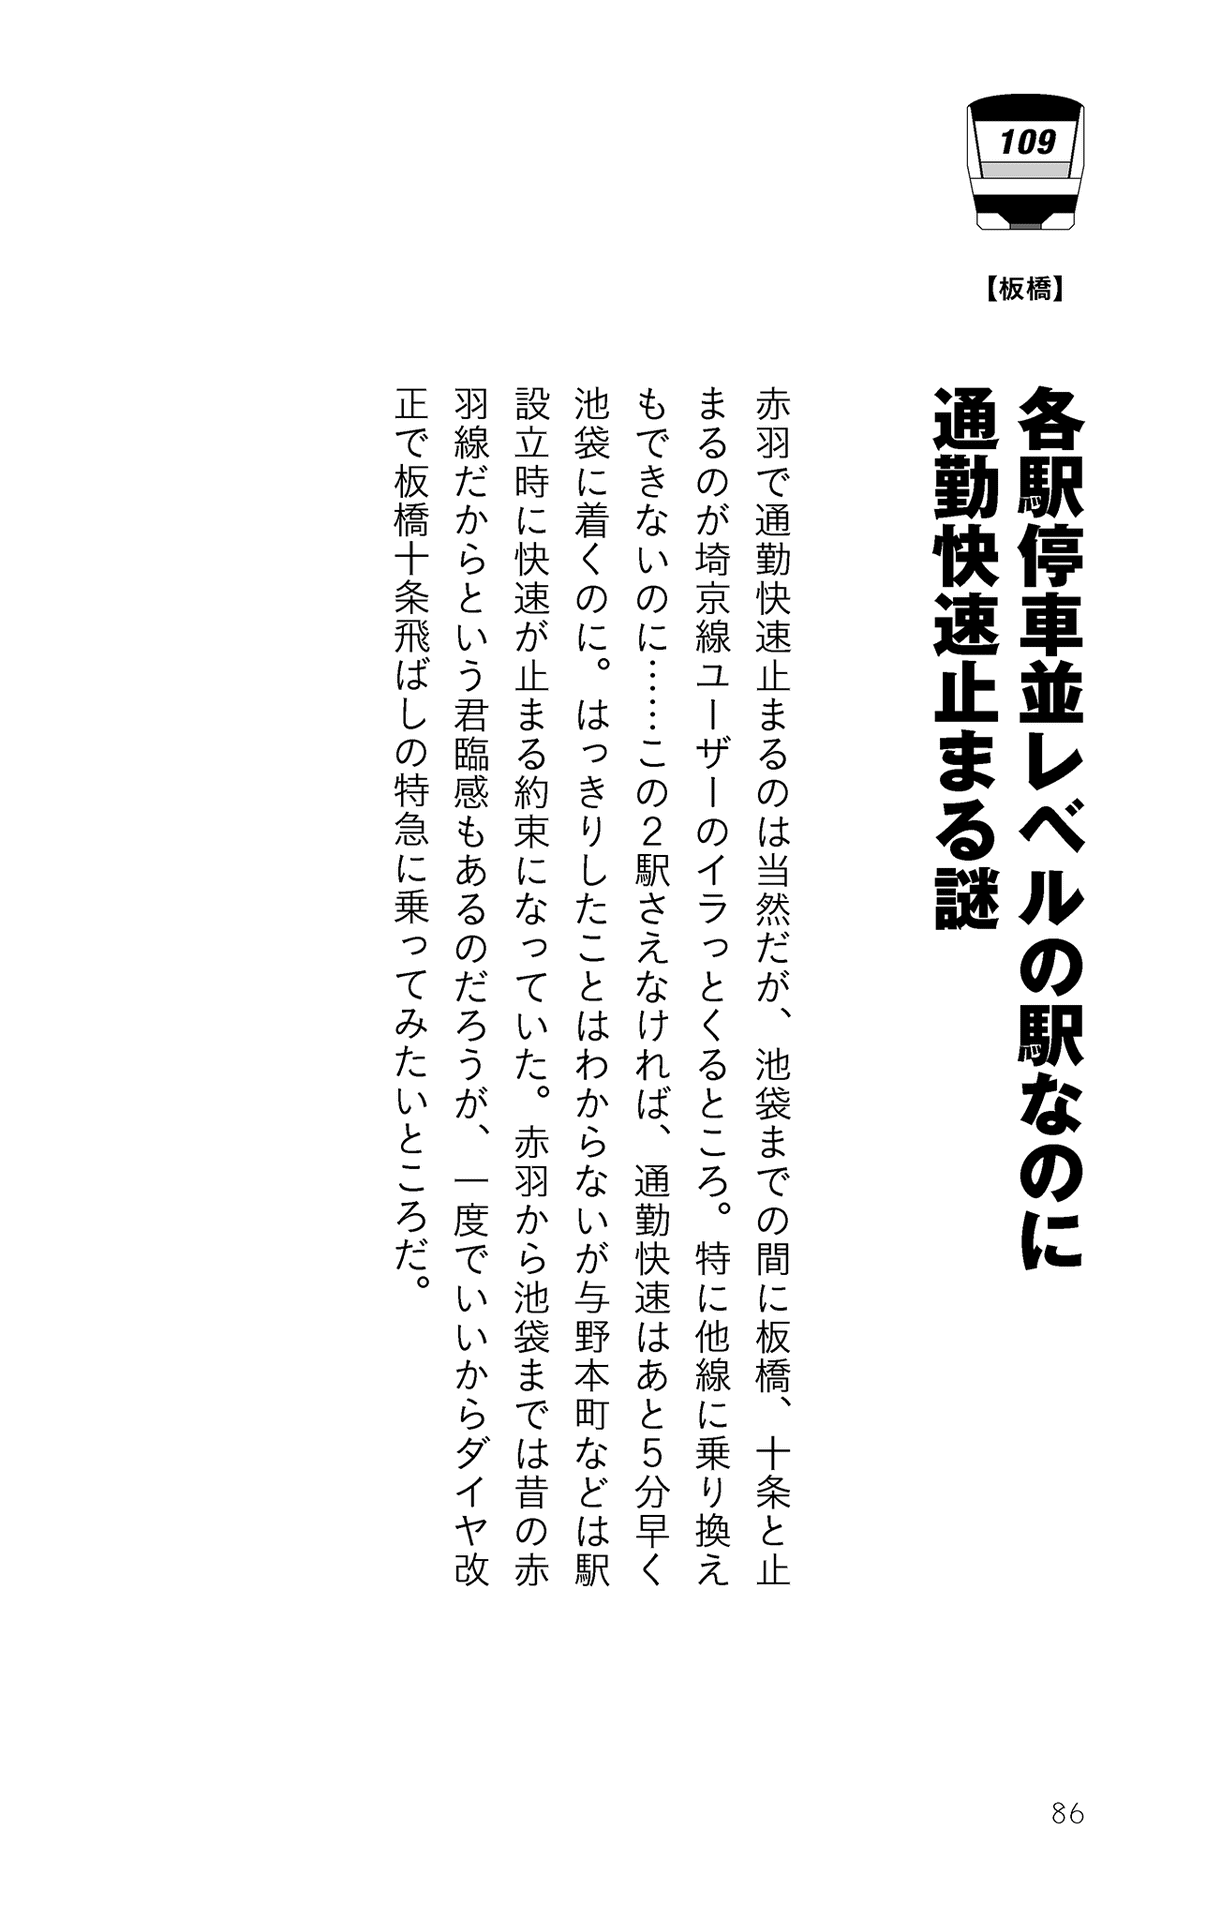 109
【板橋】
各駅停車並レベルの駅なのに
通勤快速止まる謎
赤羽で通勤快速止まるのは当然だが、池袋までの間に板橋、十条と止
まるのが埼京線ユーザーのイラっとくるところ。特に他線に乗り換え
もできないのに……この2駅さえなければ、通勤快速はあと5分早く
池袋に着くのに。はっきりしたことはわからないが与野本町などは駅
設立時に快速が止まる約束になっていた。赤羽から池袋までは昔の赤
羽線だからという君臨感もあるのだろうが、一度でいいからダイヤ改
正で板橋十条飛ばしの特急に乗ってみたいところだ。
86